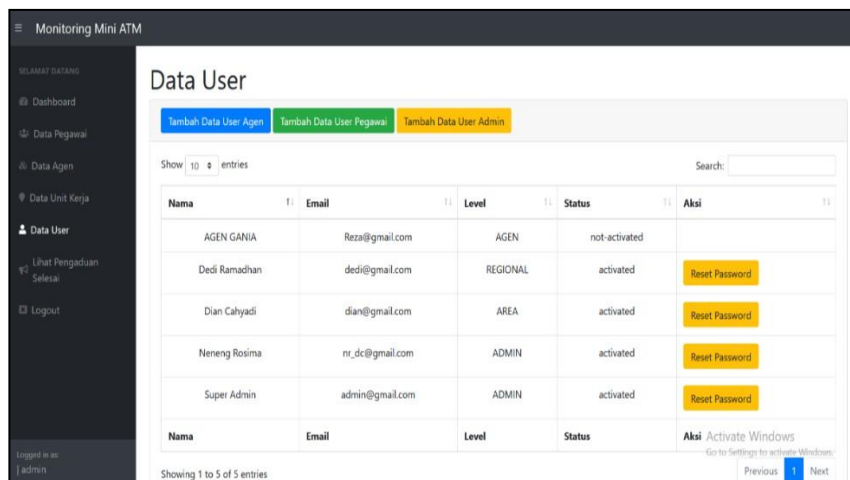 Monitoring Mini ATM
SELAMAT DATANG
Dashboard
Data Pegawai
Data Agen
Data Unit Kerja
Data User
Lihat Pengaduan
Selesai
Logout
Logged in as:
| admin
Data User
Tambah Data User Agen Tambah Data User Pegawai Tambah Data User Admin
Show 10 entries Search:
Nama Email Level Status Aksi
AGEN GANIA Reza@gmail.com AGEN not-activated
Dedi Ramadhan dedi@gmail.com REGIONAL activated Reset Password
Dian Cahyadi dian@gmail.com AREA activated Reset Password
Neneng Rosima nr_dc@gmail.com ADMIN activated Reset Password
Super Admin admin@gmail.com ADMIN activated Reset Password
Nama Email Level Status Aksi
Activate Windows
Go to Settings to activate Windows.
Showing 1 to 5 of 5 entries Previous 1 Next